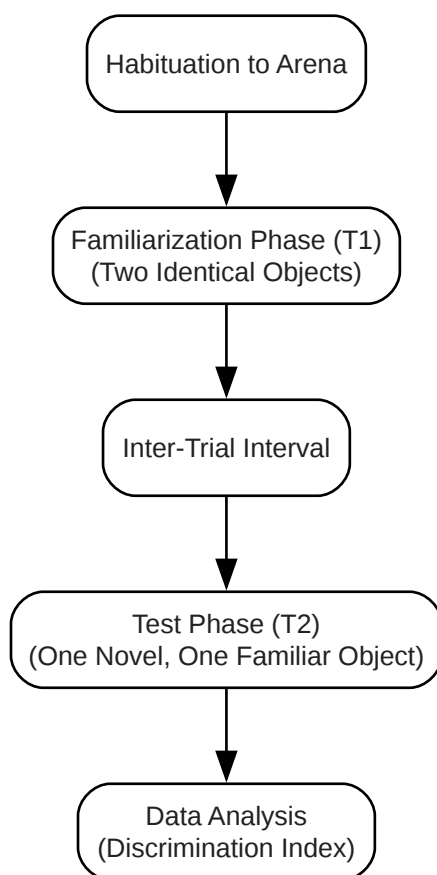 Habituation to Arena
Familiarization Phase (T1)
(Two Identical Objects)
Inter-Trial Interval
Test Phase (T2)
(One Novel, One Familiar Object)
Data Analysis
(Discrimination Index)